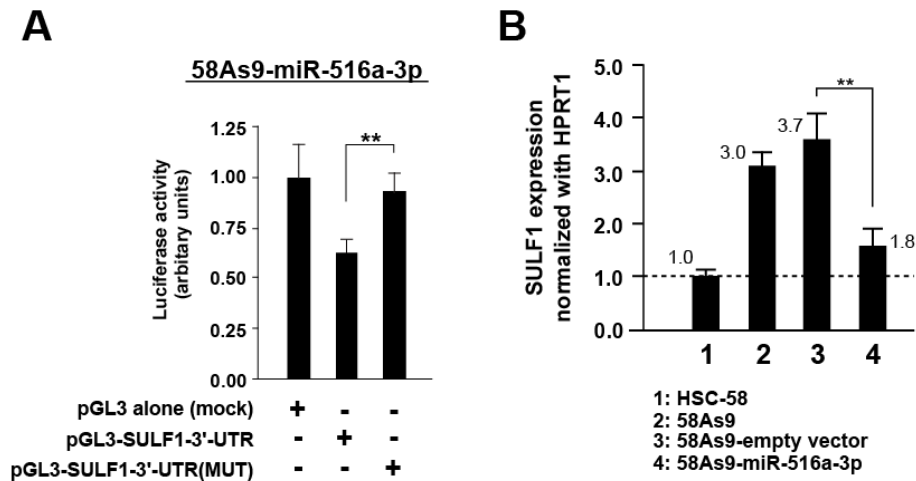 A
58As9-miR-516a-3p
Luciferase activity
(arbitary units)
1.25
1.00
0.75
0.50
0.25
0.00
**
pGL3 alone (mock) + - -
pGL3-SULF1-3'-UTR - + -
pGL3-SULF1-3'-UTR(MUT) - - +
B
SULF1 expression
normalized with HPRT1
5.0
4.0
3.0
2.0
1.0
0.0
1.0
3.0
3.7
**
1.8
1 2 3 4
1: HSC-58
2: 58As9
3: 58As9-empty vector
4: 58As9-miR-516a-3p